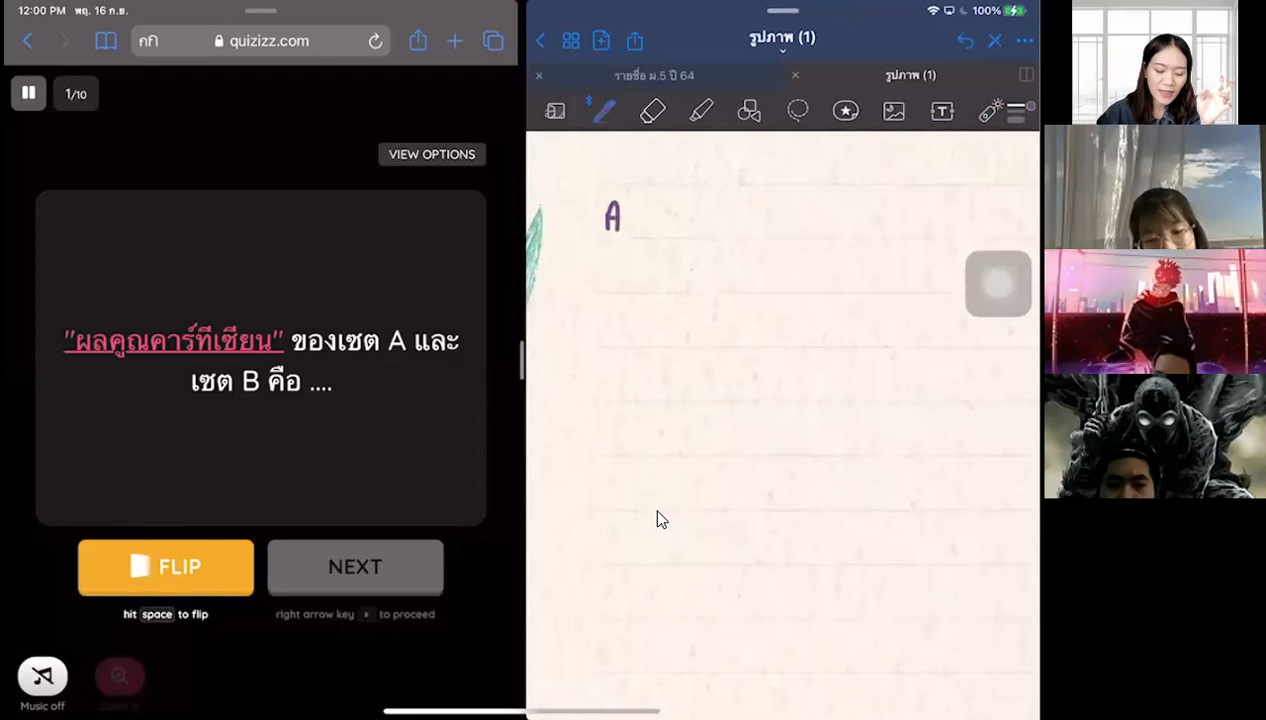 12:00 PM พฤ. 16 ก.ย.
กก quizizz.com
1/10
VIEW OPTIONS
"ผลคูณคาร์ทีเซียน" ของเซต A และ
เซต B คือ ....
FLIP
NEXT
hit space to flip
right arrow key to proceed
Music off
100%
รูปภาพ (1)
รายชื่อ ม.5 ปี 64
รูปภาพ (1)
A